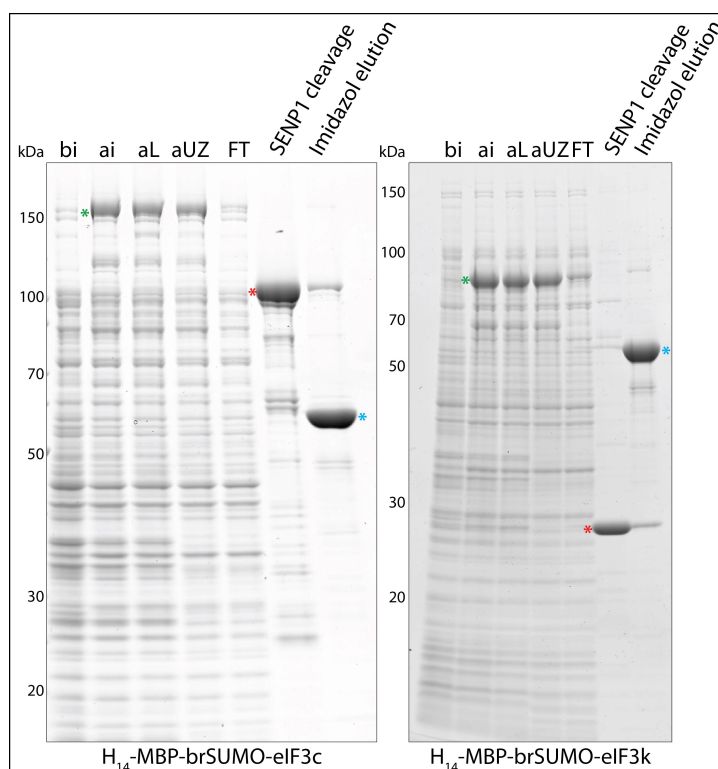 SENP1 cleavage
Imidazol elution
SENP1 cleavage
Imidazol elution
bi ai aL aUZ FT
bi ai aL aUZ FT
kDa
150
100
70
50
30
20
kDa
150
100
70
50
30
20
*
*
*
*
*
*
H14-MBP-brSUMO-eIF3c
H14-MBP-brSUMO-eIF3k